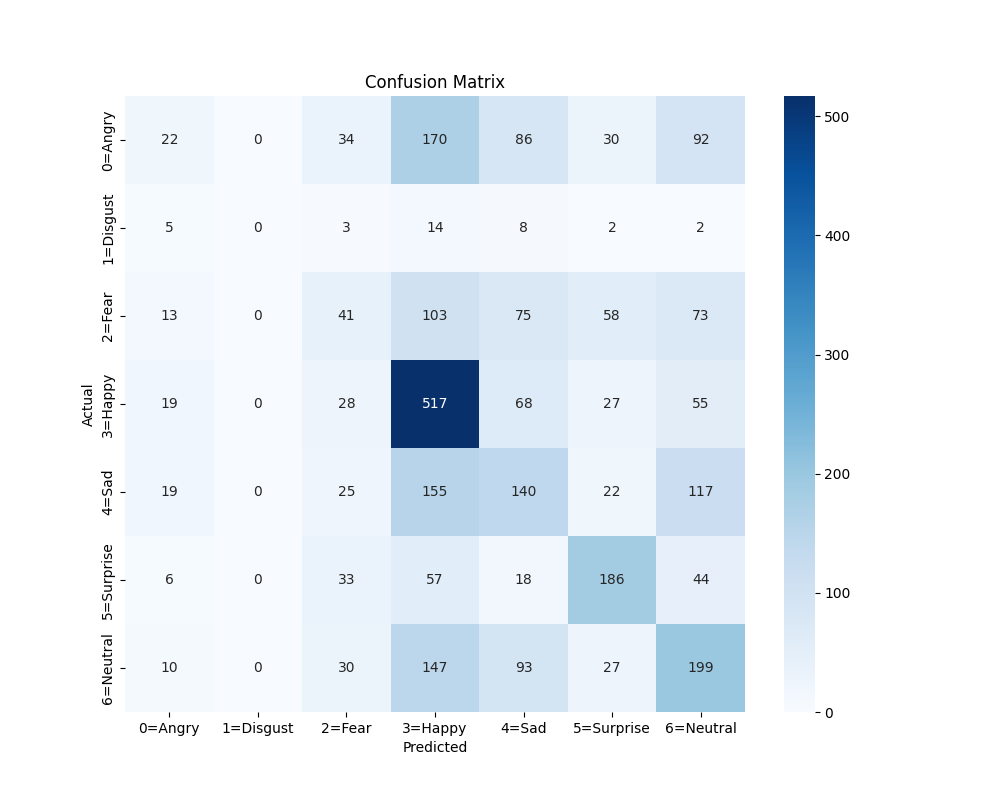 Confusion Matrix
0=Angry 22 0 34 170 86 30 92
1=Disgust 5 0 3 14 8 2 2
2=Fear 13 0 41 103 75 58 73
3=Happy 19 0 28 517 68 27 55
4=Sad 19 0 25 155 140 22 117
5=Surprise 6 0 33 57 18 186 44
6=Neutral 10 0 30 147 93 27 199
Actual
0=Angry 1=Disgust 2=Fear 3=Happy 4=Sad 5=Surprise 6=Neutral
Predicted
500
400
300
200
100
0